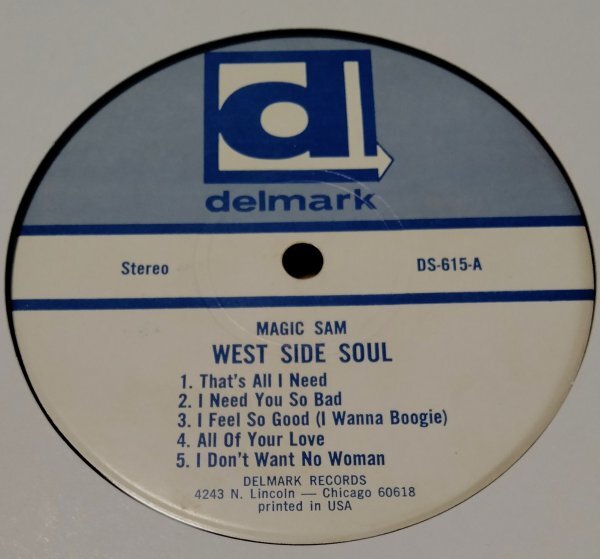 d
delmark
Stereo
DS-615-A
MAGIC SAM
WEST SIDE SOUL
1. That's All I Need
2. I Need You So Bad
3. I Feel So Good (I Wanna Boogie)
4. All Of Your Love
5. I Don't Want No Woman
DELMARK RECORDS
4243 N. Lincoln — Chicago 60618
printed in USA